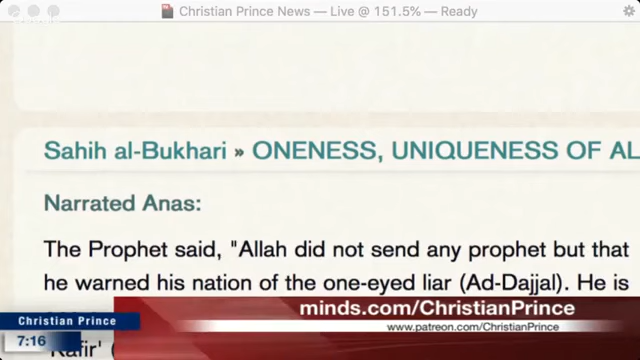 Christian Prince News — Live @ 151.5% — Ready
Sahih al-Bukhari » ONENESS, UNIQUENESS OF AL
Narrated Anas:
The Prophet said, "Allah did not send any prophet but that
he warned his nation of the one-eyed liar (Ad-Dajjal). He is
minds.com/ChristianPrince
Christian Prince
www.patreon.com/ChristianPrince
7:16
'Kafir' (